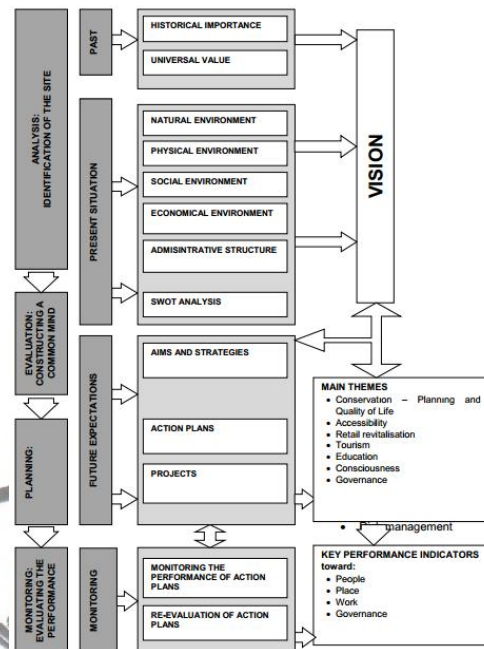 ANALYSIS:
IDENTIFICATION OF THE SITE
EVALUATION:
CONSTRUCTING A
COMMON MIND
PLANNING:
MONITORING:
EVALUATING THE
PERFORMANCE
PAST
PRESENT SITUATION
FUTURE EXPECTATIONS
MONITORING
HISTORICAL IMPORTANCE
UNIVERSAL VALUE
NATURAL ENVIRONMENT
PHYSICAL ENVIRONMENT
SOCIAL ENVIRONMENT
ECONOMICAL ENVIRONMENT
ADMISINTRATIVE STRUCTURE
SWOT ANALYSIS
AIMS AND STRATEGIES
ACTION PLANS
PROJECTS
MONITORING THE
PERFORMANCE OF ACTION
PLANS
RE-EVALUATION OF ACTION
PLANS
VISION
MAIN THEMES
• Conservation – Planning and
Quality of Life
• Accessibility
• Retail revitalisation
• Tourism
• Education
• Consciousness
• Governance
• management
KEY PERFORMANCE INDICATORS
toward:
• People
• Place
• Work
• Governance